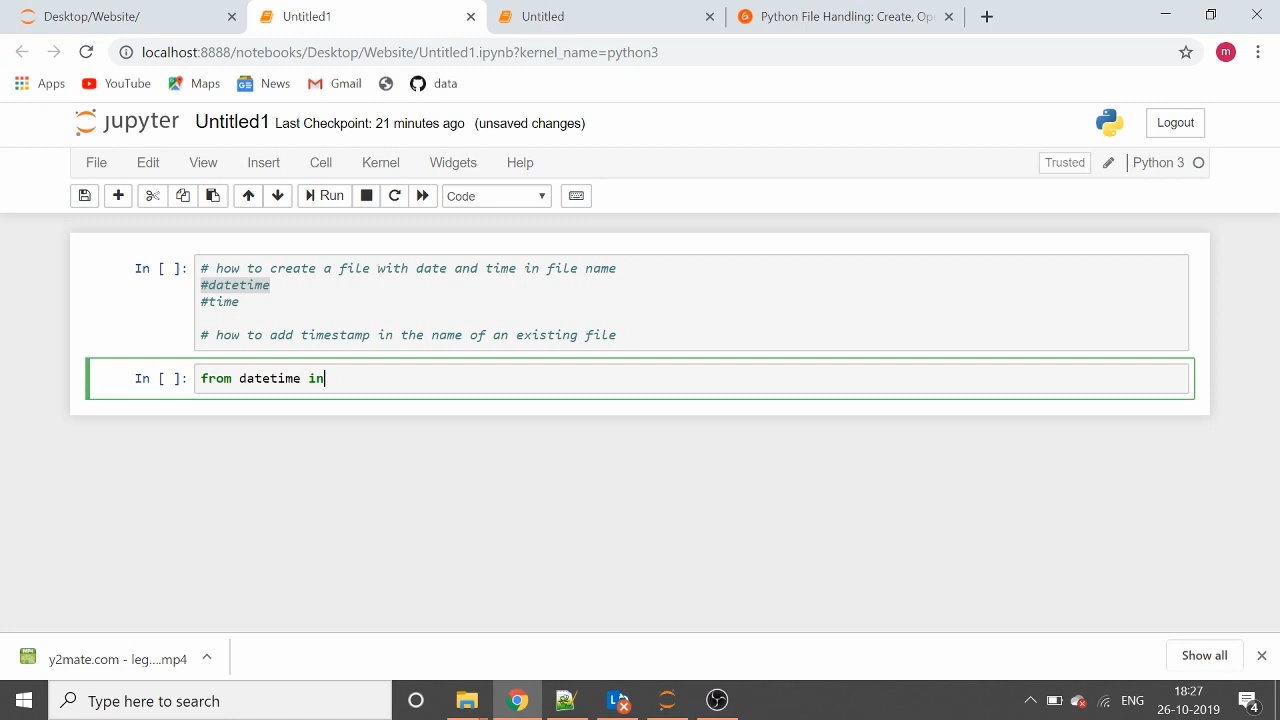 Desktop/Website/
Untitled1
Untitled
Python File Handling: Create, Op
localhost:8888/notebooks/Desktop/Website/Untitled1.ipynb?kernel_name=python3
m
Apps
YouTube
Maps
Gmail
News
data
jupyter
Untitled1 Last Checkpoint: 21 minutes ago (unsaved changes)
Logout
File
Edit
View
Insert
Cell
Kernel
Widgets
Help
Trusted
Python 3
Run
Code
In [ ]:
# how to create a file with date and time in file name
#datetime
#time
# how to add timestamp in the name of an existing file
In [ ]:
from datetime in
y2mate.com - leg....mp4
Show all
Type here to search
ENG
18:27
26-10-2019
4